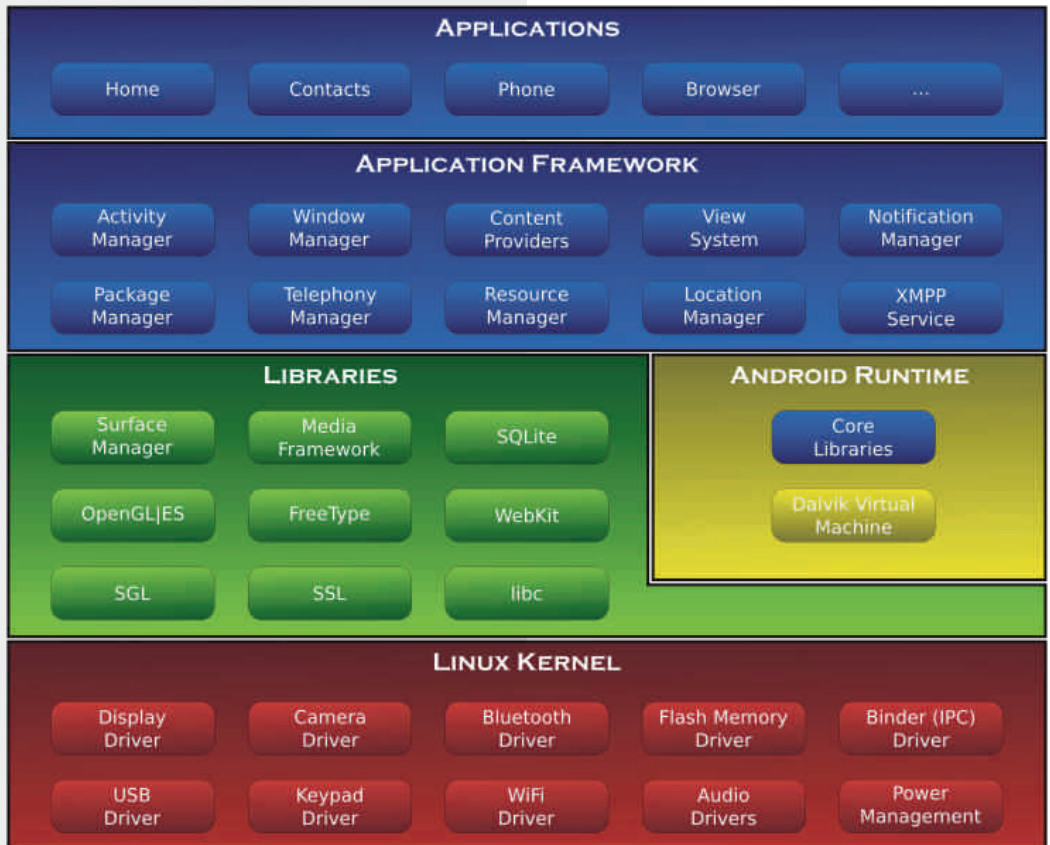 APPLICATIONS
Home
Contacts
Phone
Browser
...
APPLICATION FRAMEWORK
Activity
Manager
Window
Manager
Content
Providers
View
System
Notification
Manager
Package
Manager
Telephony
Manager
Resource
Manager
Location
Manager
XMPP
Service
LIBRARIES
Surface
Manager
Media
Framework
SQLite
OpenGL|ES
FreeType
WebKit
SGL
SSL
libc
ANDROID RUNTIME
Core
Libraries
Dalvik Virtual
Machine
LINUX KERNEL
Display
Driver
Camera
Driver
Bluetooth
Driver
Flash Memory
Driver
Binder (IPC)
Driver
USB
Driver
Keypad
Driver
WiFi
Driver
Audio
Drivers
Power
Management